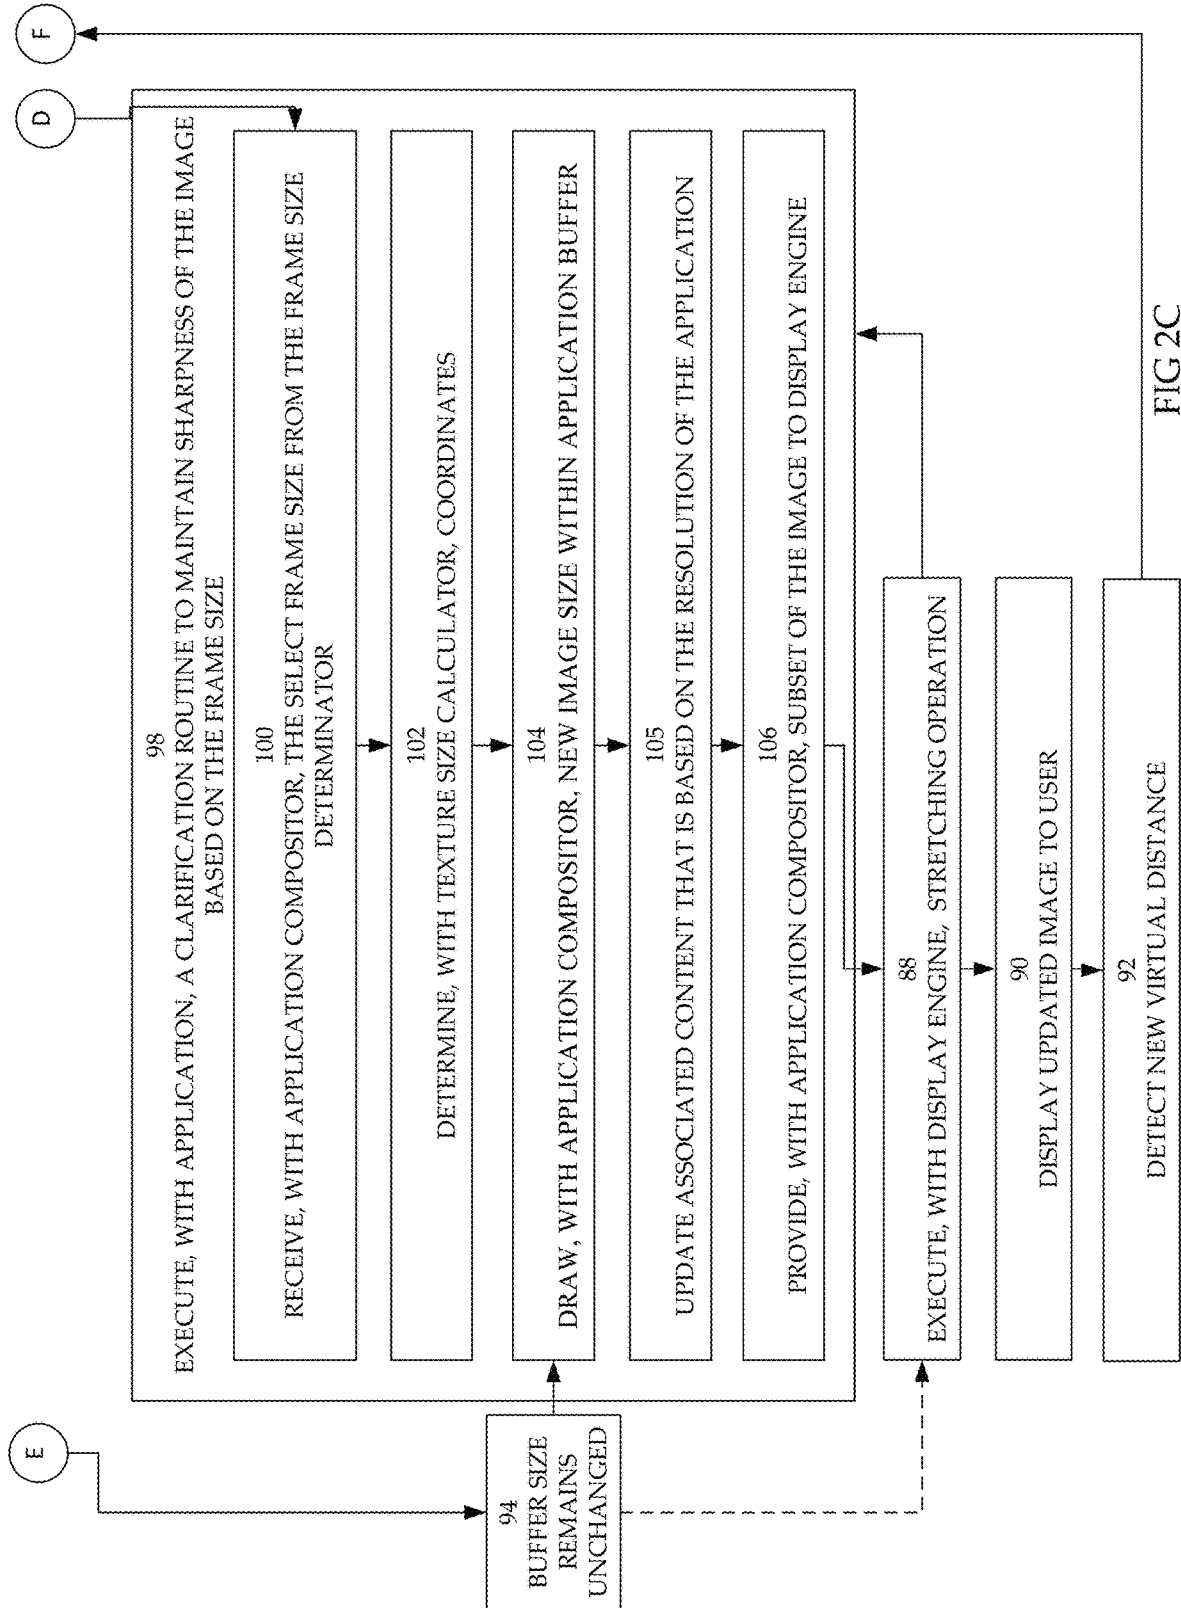 F
D
98
EXECUTE, WITH APPLICATION, A CLARIFICATION ROUTINE TO MAINTAIN SHARPNESS OF THE IMAGE
BASED ON THE FRAME SIZE
100
RECEIVE, WITH APPLICATION COMPOSITOR, THE SELECT FRAME SIZE FROM THE FRAME SIZE
DETERMINATOR
102
DETERMINE, WITH TEXTURE SIZE CALCULATOR, COORDINATES
104
DRAW, WITH APPLICATION COMPOSITOR, NEW IMAGE SIZE WITHIN APPLICATION BUFFER
105
UPDATE ASSOCIATED CONTENT THAT IS BASED ON THE RESOLUTION OF THE APPLICATION
106
PROVIDE, WITH APPLICATION COMPOSITOR, SUBSET OF THE IMAGE TO DISPLAY ENGINE
E
94
BUFFER SIZE
REMAINS
UNCHANGED
88
EXECUTE, WITH DISPLAY ENGINE, STRETCHING OPERATION
90
DISPLAY UPDATED IMAGE TO USER
92
DETECT NEW VIRTUAL DISTANCE
FIG 2C